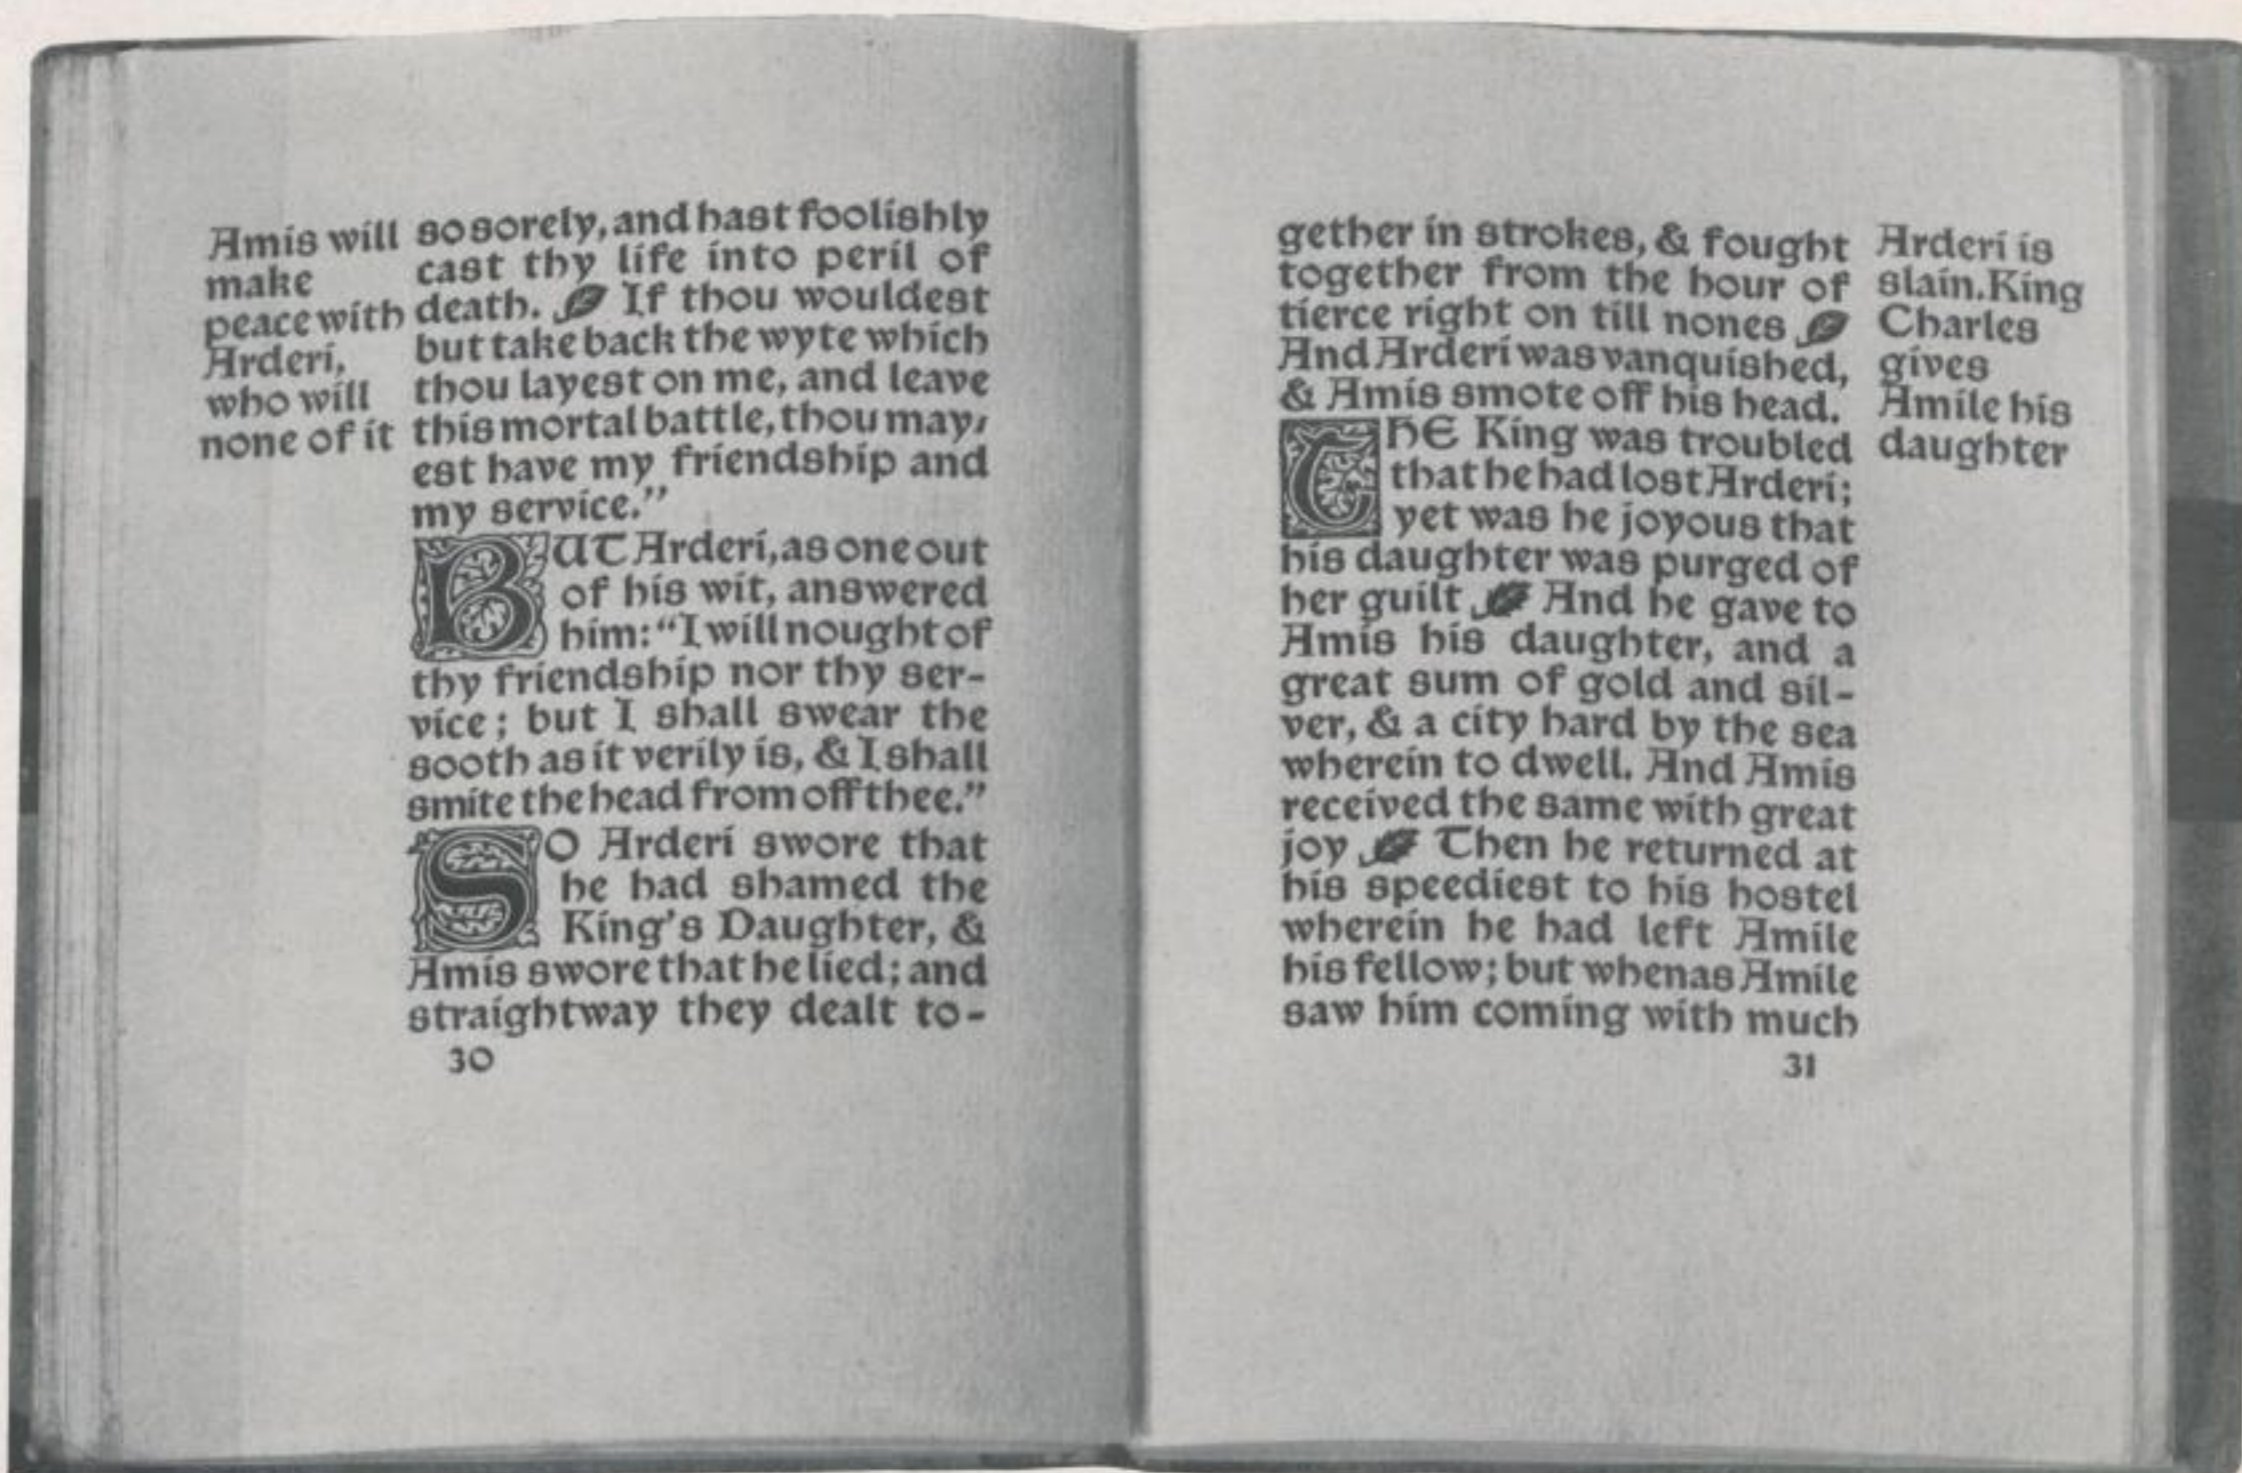 Amis will
make
peace with
Arderi,
who will
none of it
so sorely, and hast foolishly
cast thy life into peril of
death. If thou wouldest
but take back the wyte which
thou layest on me, and leave
this mortal battle, thou may,
est have my friendship and
my service."
BUT Arderi, as one out
of his wit, answered
him: "I will nought of
thy friendship nor thy ser-
vice; but I shall swear the
sooth as it verily is, & I shall
smite the head from off thee."
SO Arderi swore that
he had shamed the
King's Daughter, &
Amis swore that he lied; and
straightway they dealt to-
30
gether in strokes, & fought
together from the hour of
tierce right on till nones
And Arderi was vanquished,
& Amis smote off his head.
THE King was troubled
that he had lost Arderi;
yet was he joyous that
his daughter was purged of
her guilt And he gave to
Amis his daughter, and a
great sum of gold and sil-
ver, & a city hard by the sea
wherein to dwell. And Amis
received the same with great
joy Then he returned at
his speediest to his hostel
wherein he had left Amile
his fellow; but whenas Amile
saw him coming with much
31
Arderi is
slain. King
Charles
gives
Amile his
daughter